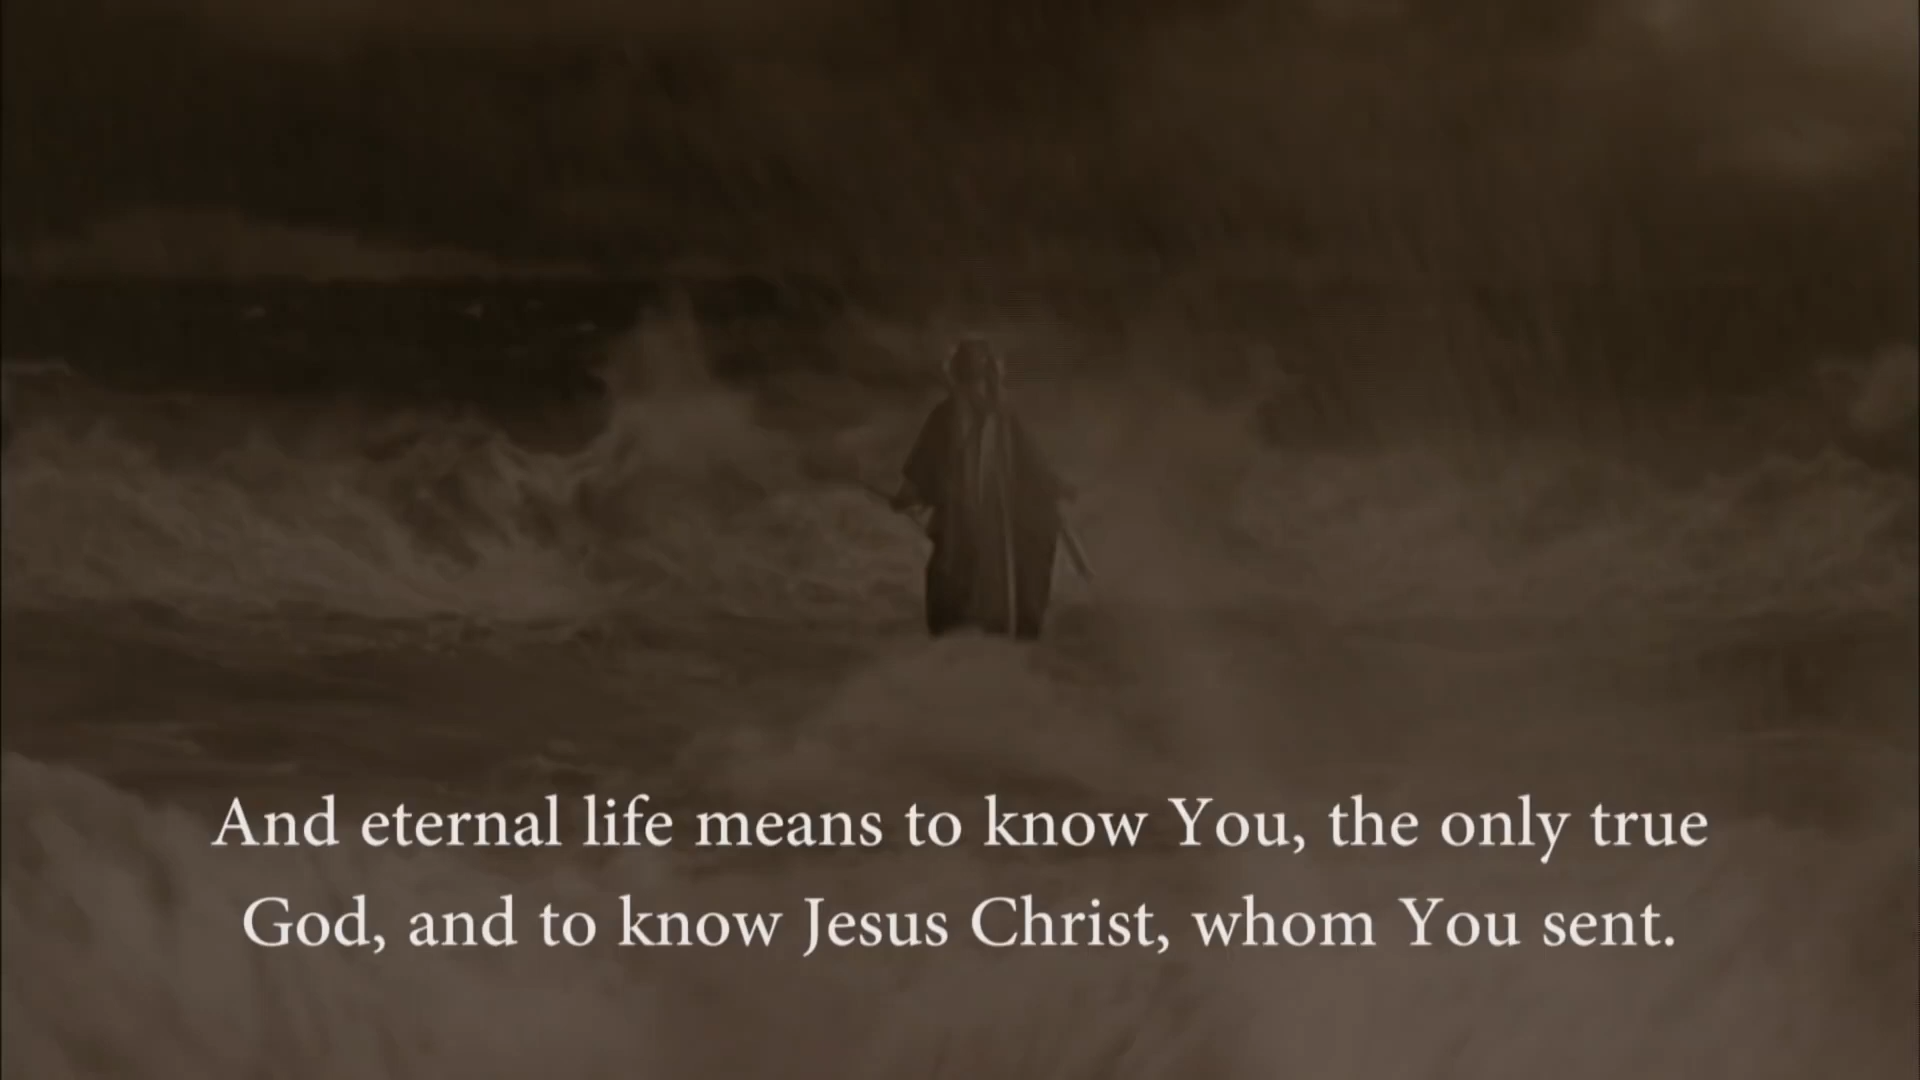 And eternal life means to know You, the only true
God, and to know Jesus Christ, whom You sent.